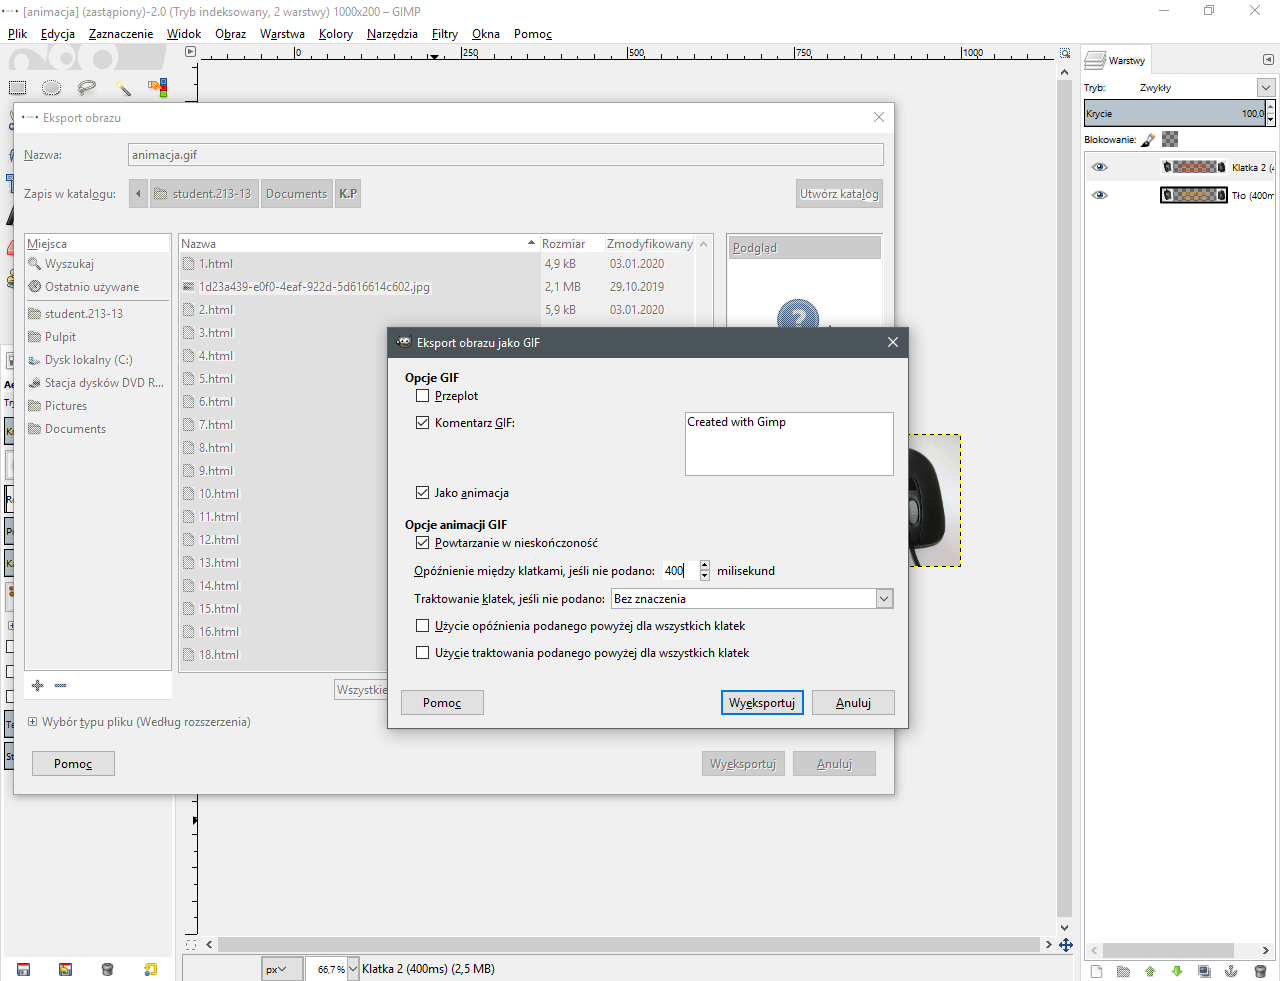 [animacja] (zastąpiony)-2.0 (Tryb indeksowany, 2 warstwy) 1000x200 – GIMP
Plik Edycja Zaznaczenie Widok Obraz Warstwa Kolory Narzędzia Filtry Okna Pomoc
0 250 500 750 1000
Warstwy
Tryb: Zwykły
Krycie 100,0
Blokowanie:
Klatka 2 (4
Tło (400m
Eksport obrazu
Nazwa: animacja.gif
Zapis w katalogu: student.213-13 Documents K.P Utwórz katalog
Miejsca
Wyszukaj
Ostatnio używane
student.213-13
Pulpit
Dysk lokalny (C:)
Stacja dysków DVD R...
Pictures
Documents
Nazwa Rozmiar Zmodyfikowany
1.html 4,9 kB 03.01.2020
1d23a439-e0f0-4eaf-922d-5d616614c602.jpg 2,1 MB 29.10.2019
2.html 5,9 kB 03.01.2020
3.html
4.html
5.html
6.html
7.html
8.html
9.html
10.html
11.html
12.html
13.html
14.html
15.html
16.html
18.html
Podgląd
Wszystkie
Wybór typu pliku (Według rozszerzenia)
Pomoc Wyeksportuj Anuluj
Eksport obrazu jako GIF
Opcje GIF
Przeplot
Komentarz GIF: Created with Gimp
Jako animacja
Opcje animacji GIF
Powtarzanie w nieskończoność
Opóźnienie między klatkami, jeśli nie podano: 400 milisekund
Traktowanie klatek, jeśli nie podano: Bez znaczenia
Użycie opóźnienia podanego powyżej dla wszystkich klatek
Użycie traktowania podanego powyżej dla wszystkich klatek
Pomoc Wyeksportuj Anuluj
px 66,7 % Klatka 2 (400ms) (2,5 MB)